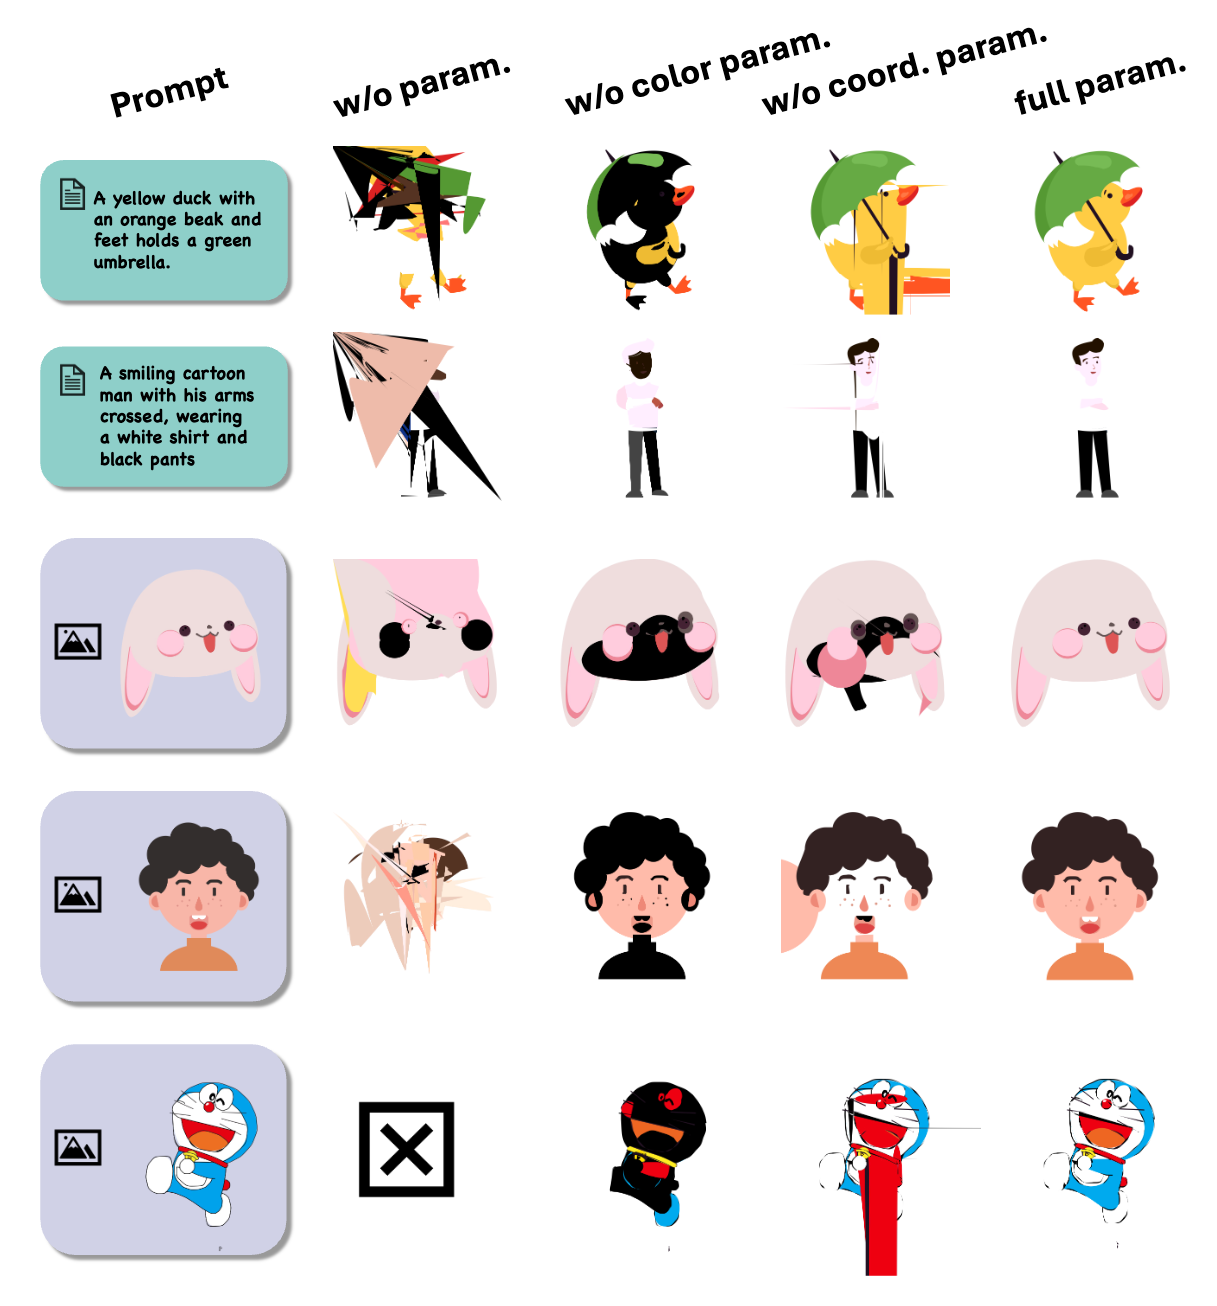 Prompt
w/o param.
w/o color param.
w/o coord. param.
full param.
A yellow duck with
an orange beak and
feet holds a green
umbrella.
A smiling cartoon
man with his arms
crossed, wearing
a white shirt and
black pants